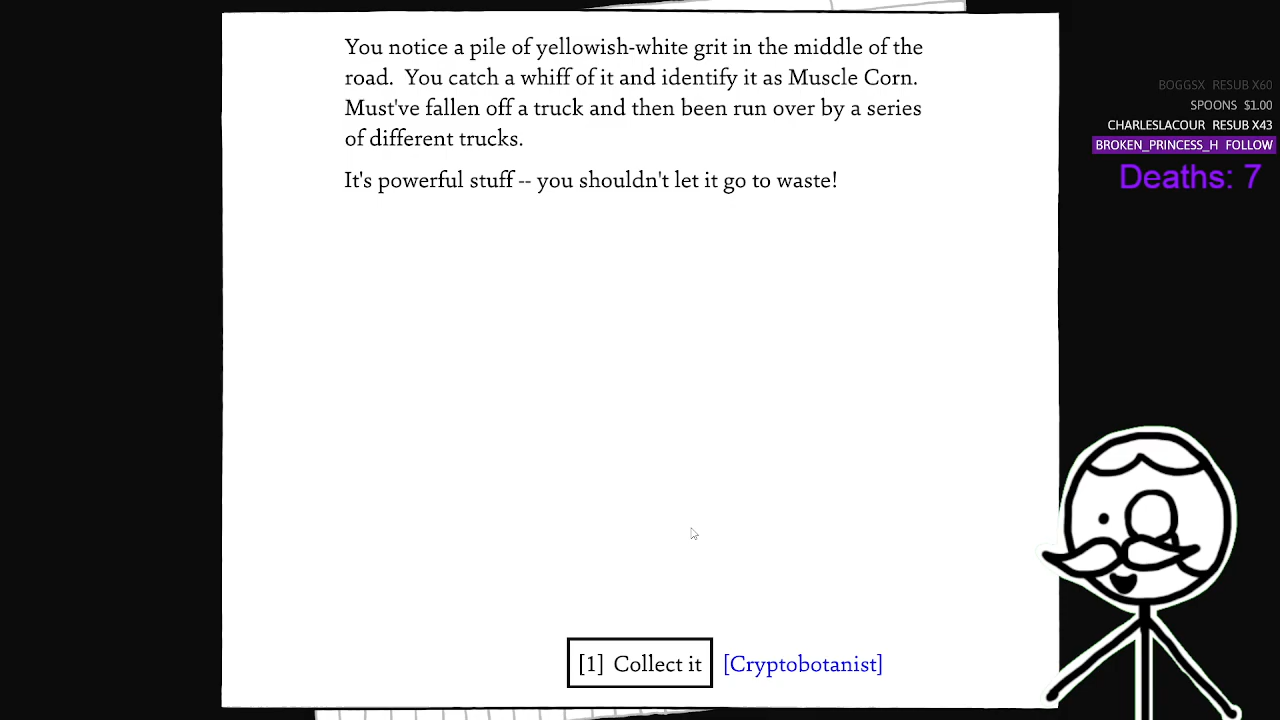 You notice a pile of yellowish-white grit in the middle of the
road.  You catch a whiff of it and identify it as Muscle Corn.
Must've fallen off a truck and then been run over by a series
of different trucks.
It's powerful stuff -- you shouldn't let it go to waste!
[1] Collect it [Cryptobotanist]
BOGGSX RESUB X60
SPOONS $1.00
CHARLESLACOUR RESUB X43
BROKEN_PRINCESS_H FOLLOW
Deaths: 7